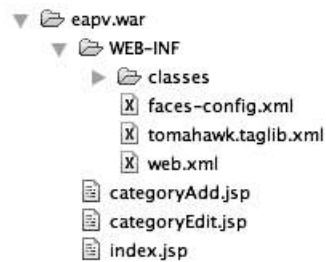 eapv.war
WEB-INF
classes
faces-config.xml
tomahawk.taglib.xml
web.xml
categoryAdd.jsp
categoryEdit.jsp
index.jsp